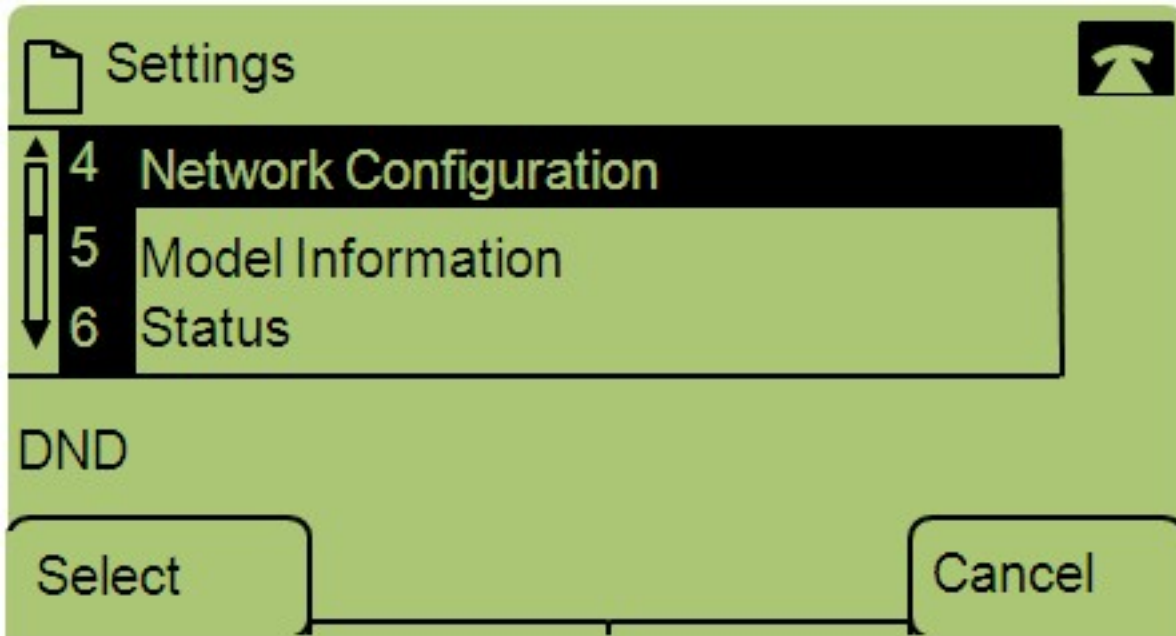 Settings
4 Network Configuration
5 Model Information
6 Status
DND
Select Cancel